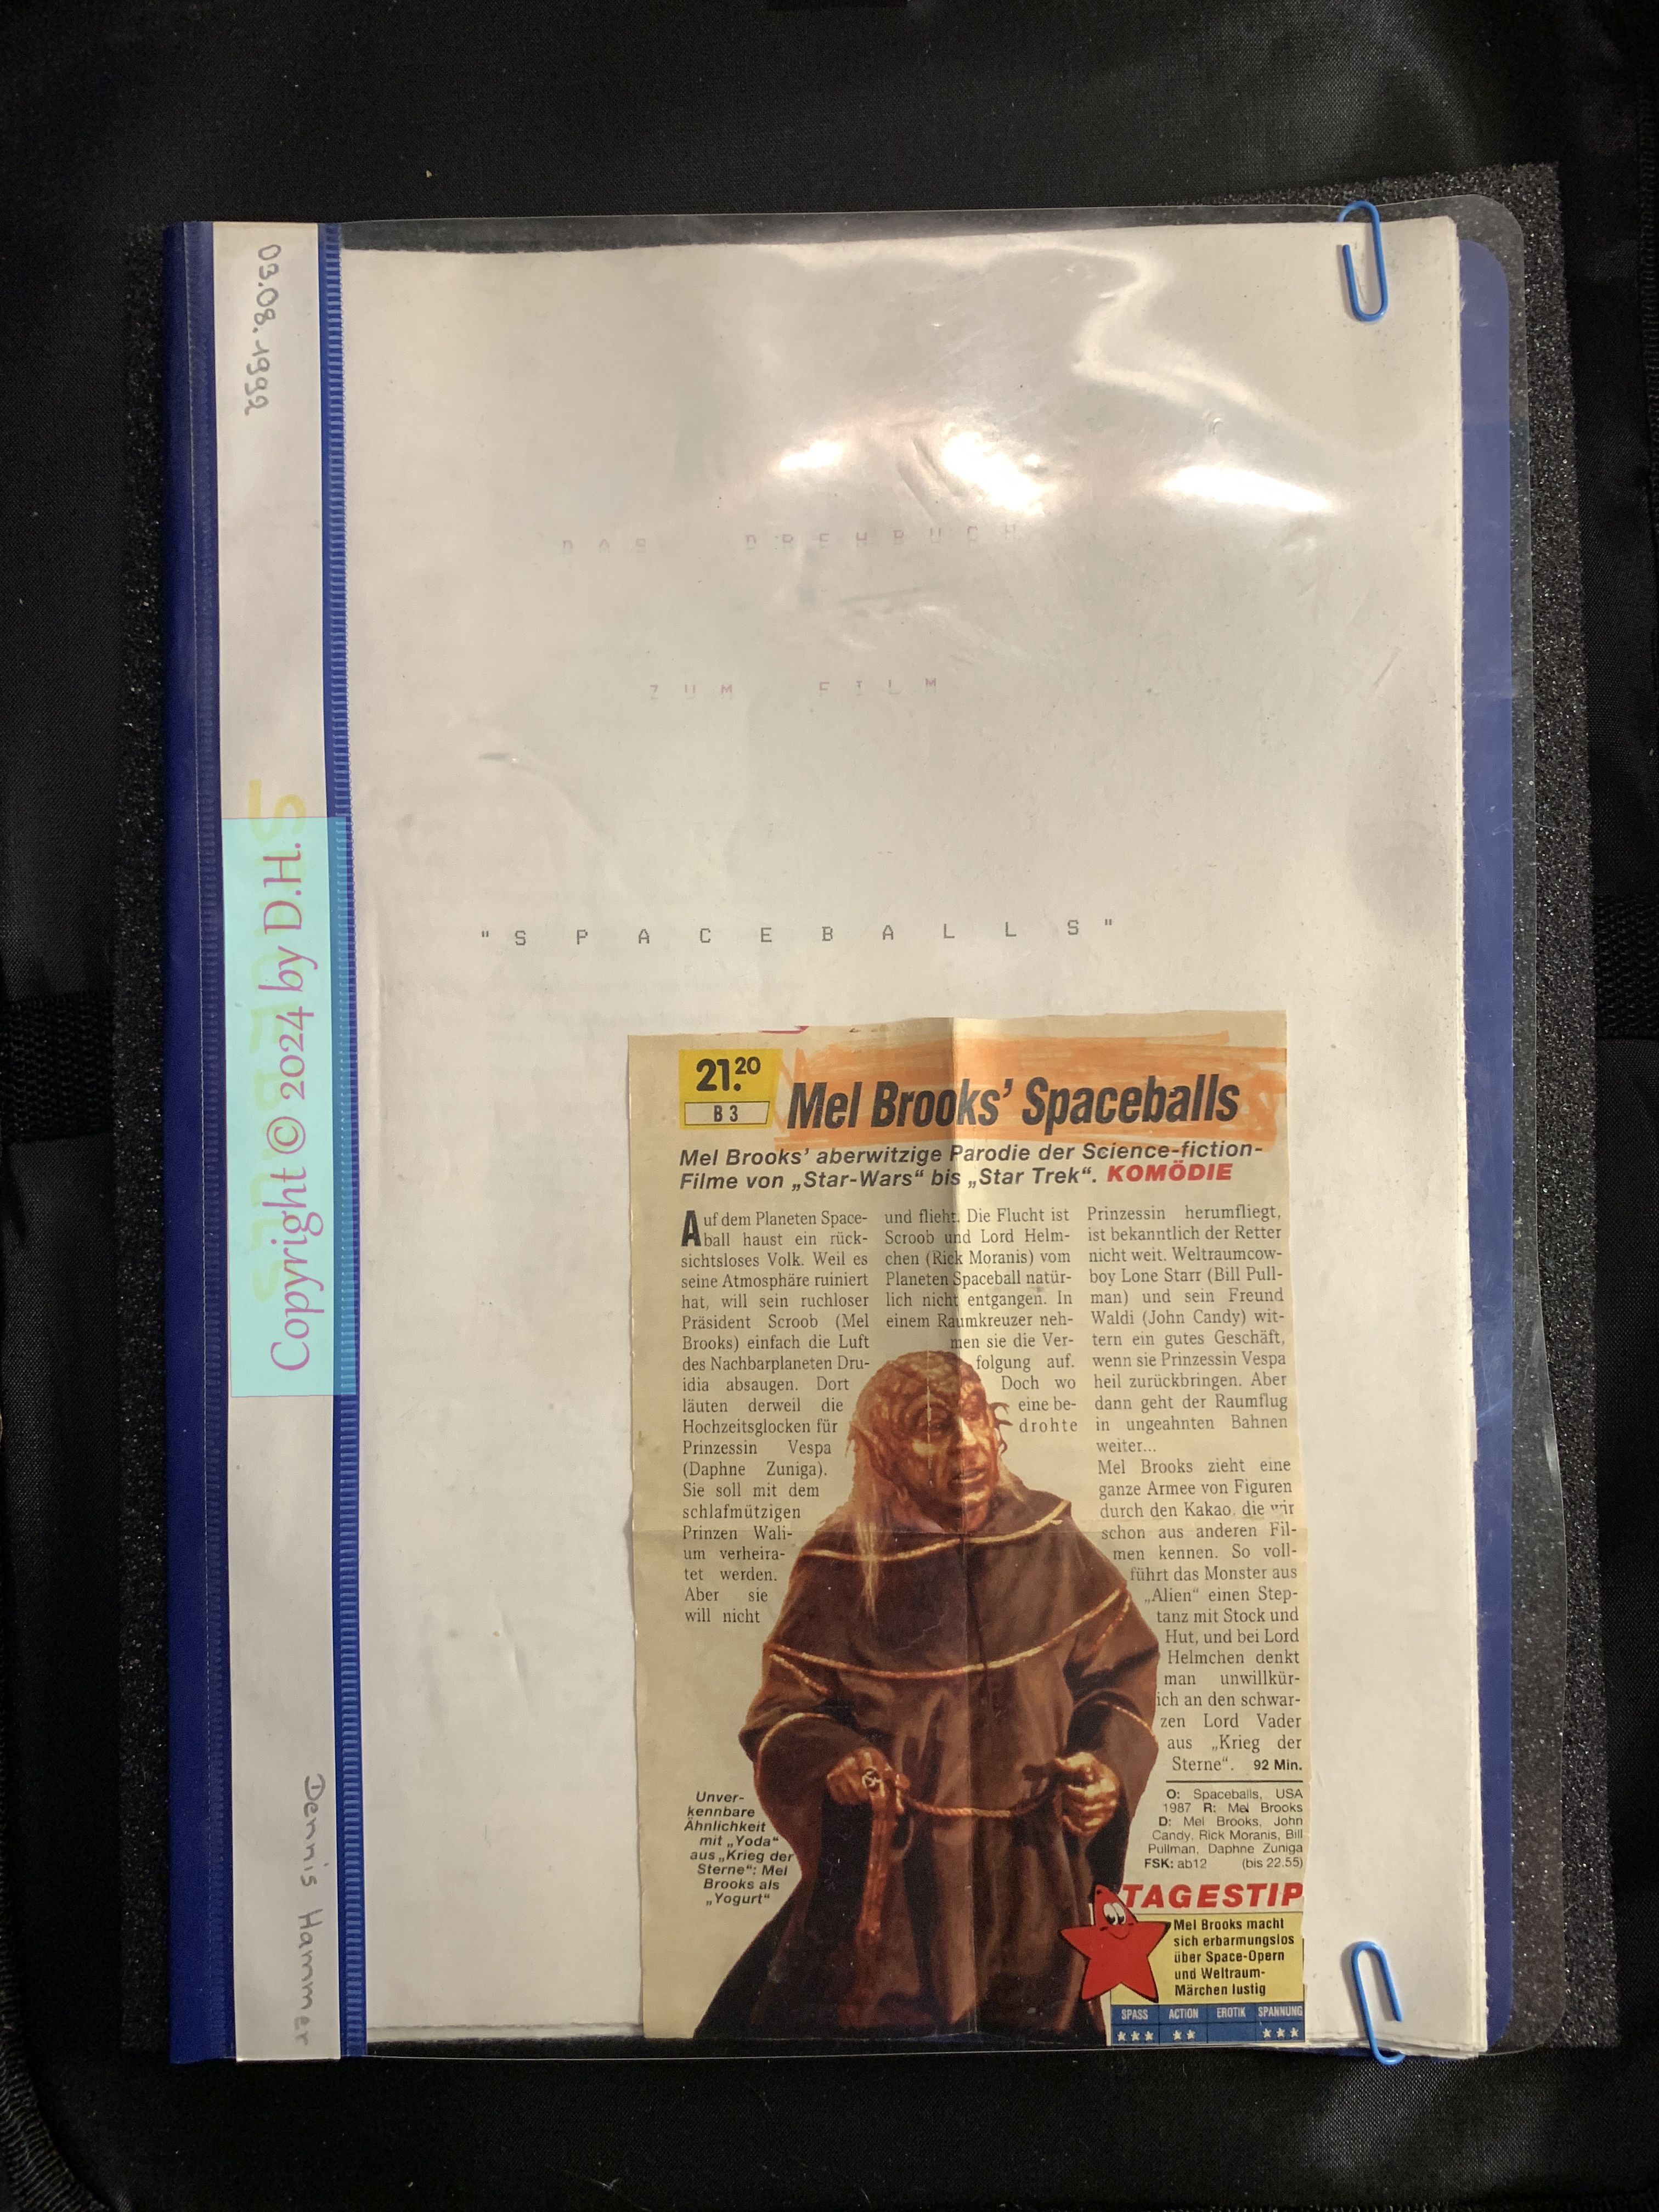 03.08.1992
Copyright © 2024 by D.H.
Dennis Hammer
DAS DREHBUCH
ZUM FILM
"SPACEBALLS"
21.20
B 3
Mel Brooks’ Spaceballs
Mel Brooks’ aberwitzige Parodie der Science-fiction-
Filme von „Star-Wars“ bis „Star Trek“. KOMÖDIE
Auf dem Planeten Space-
ball haust ein rück-
sichtsloses Volk. Weil es
seine Atmosphäre ruiniert
hat, will sein ruchloser
Präsident Scroob (Mel
Brooks) einfach die Luft
des Nachbarplaneten Dru-
idia absaugen. Dort
läuten derweil die
Hochzeitsglocken für
Prinzessin Vespa
(Daphne Zuniga).
Sie soll mit dem
schlafmützigen
Prinzen Wali-
um verheira-
tet werden.
Aber sie
will nicht
und flieht. Die Flucht ist
Scroob und Lord Helm-
chen (Rick Moranis) vom
Planeten Spaceball natür-
lich nicht entgangen. In
einem Raumkreuzer neh-
men sie die Ver-
folgung auf.
Doch wo
eine be-
drohte
Prinzessin herumfliegt,
ist bekanntlich der Retter
nicht weit. Weltraumcow-
boy Lone Starr (Bill Pull-
man) und sein Freund
Waldi (John Candy) wit-
tern ein gutes Geschäft,
wenn sie Prinzessin Vespa
heil zurückbringen. Aber
dann geht der Raumflug
in ungeahnten Bahnen
weiter...
Mel Brooks zieht eine
ganze Armee von Figuren
durch den Kakao, die wir
schon aus anderen Fil-
men kennen. So voll-
führt das Monster aus
„Alien“ einen Step-
tanz mit Stock und
Hut, und bei Lord
Helmchen denkt
man unwillkür-
ich an den schwar-
zen Lord Vader
aus „Krieg der
Sterne“. 92 Min.
O: Spaceballs, USA
1987 R: Mel Brooks
D: Mel Brooks, John
Candy, Rick Moranis, Bill
Pullman, Daphne Zuniga
FSK: ab12 (bis 22.55)
Unver-
kennbare
Ähnlichkeit
mit „Yoda“
aus „Krieg der
Sterne“: Mel
Brooks als
„Yogurt“
TAGESTIP
Mel Brooks macht
sich erbarmungslos
über Space-Opern
und Weltraum-
Märchen lustig
SPASS ACTION EROTIK SPANNUNG